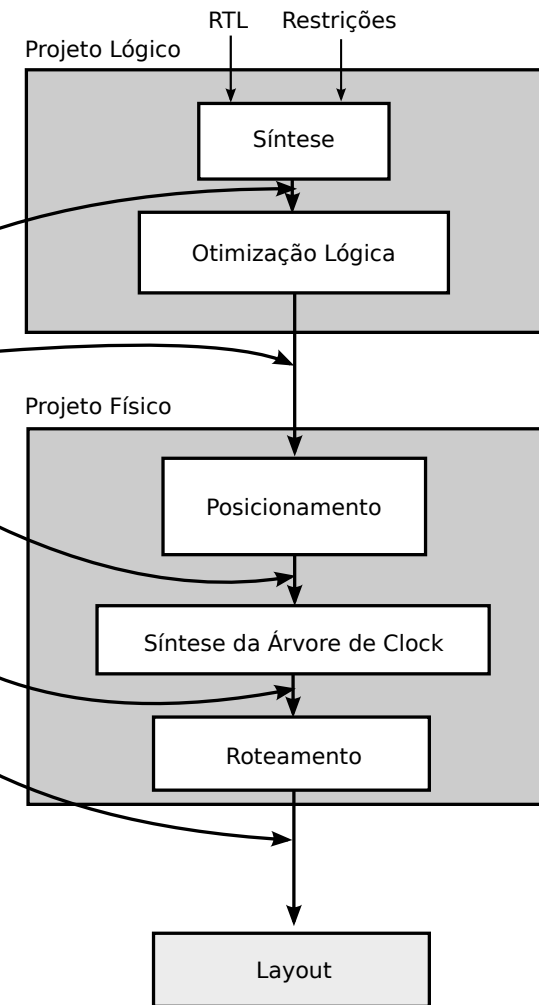 RTL
Restrições
Projeto Lógico
Síntese
Otimização Lógica
Projeto Físico
Posicionamento
Síntese da Árvore de Clock
Roteamento
Layout